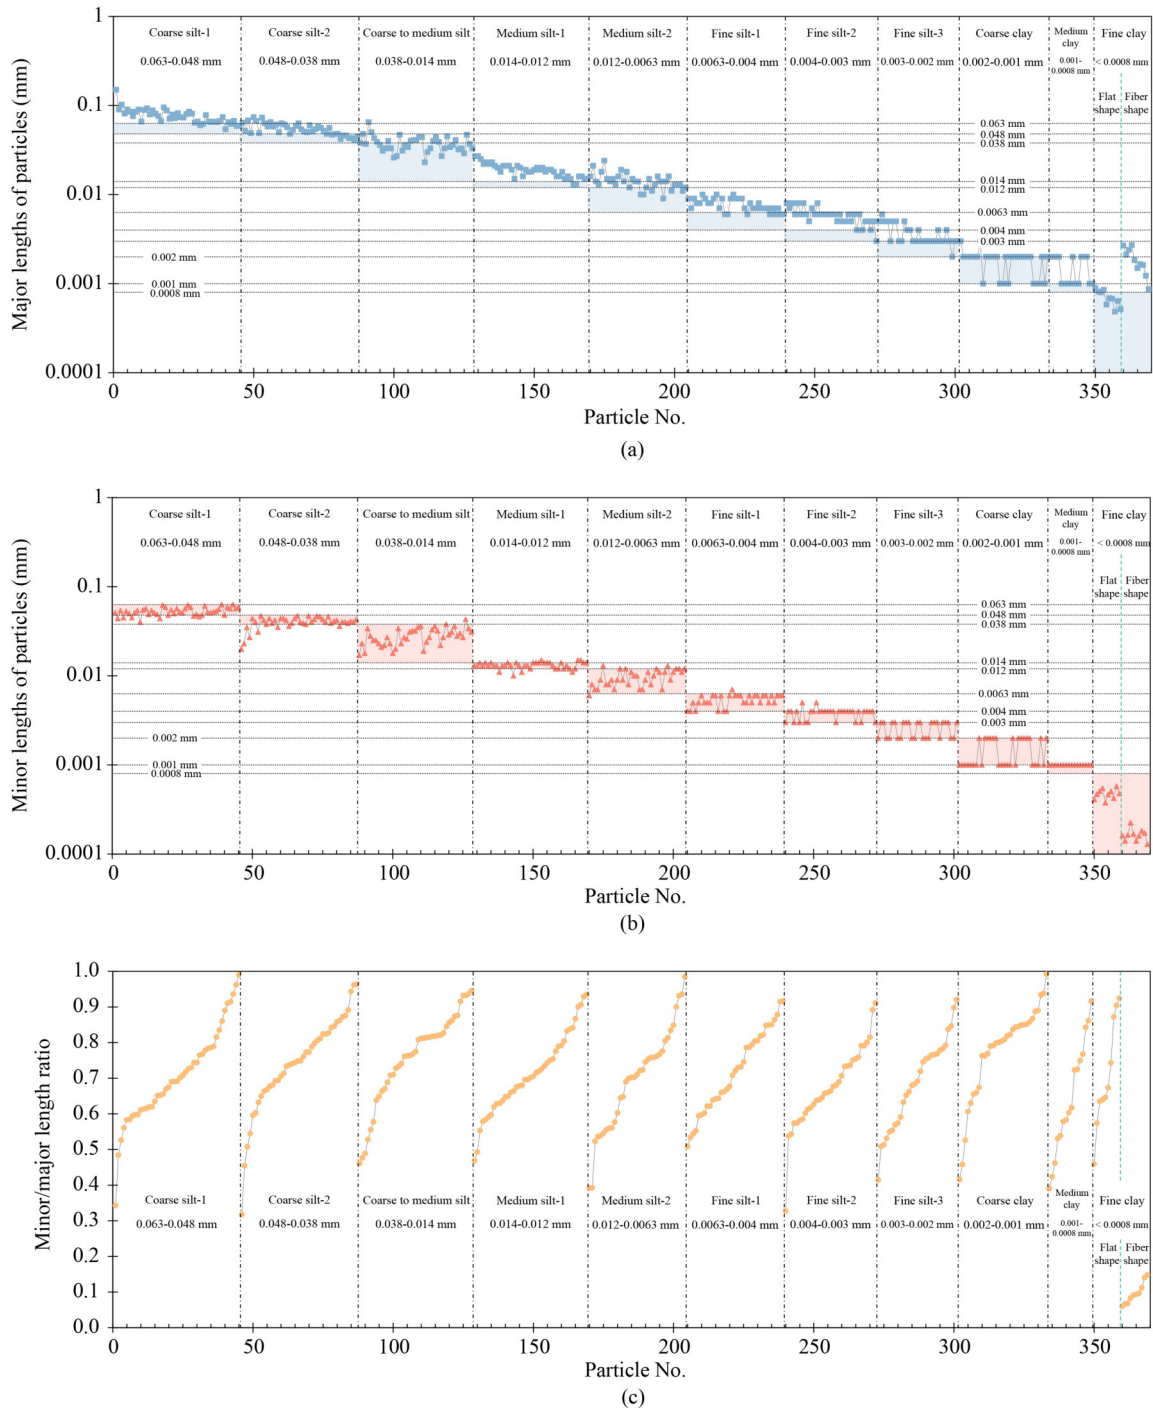 1
Coarse silt-1 Coarse silt-2 Coarse to medium silt Medium silt-1 Medium silt-2 Fine silt-1 Fine silt-2 Fine silt-3 Coarse clay Medium clay Fine clay
0.063-0.048 mm 0.048-0.038 mm 0.038-0.014 mm 0.014-0.012 mm 0.012-0.0063 mm 0.0063-0.004 mm 0.004-0.003 mm 0.003-0.002 mm 0.002-0.001 mm 0.001-0.0008 mm < 0.0008 mm
Flat shape Fiber shape
0.1
0.063 mm
0.048 mm
0.038 mm
0.01
0.014 mm
0.012 mm
0.0063 mm
0.004 mm
0.003 mm
0.002 mm
0.001
0.001 mm
0.0008 mm
0.0001
Major lengths of particles (mm)
0 50 100 150 200 250 300 350
Particle No.
(a)
1
Coarse silt-1 Coarse silt-2 Coarse to medium silt Medium silt-1 Medium silt-2 Fine silt-1 Fine silt-2 Fine silt-3 Coarse clay Medium clay Fine clay
0.063-0.048 mm 0.048-0.038 mm 0.038-0.014 mm 0.014-0.012 mm 0.012-0.0063 mm 0.0063-0.004 mm 0.004-0.003 mm 0.003-0.002 mm 0.002-0.001 mm 0.001-0.0008 mm < 0.0008 mm
Flat shape Fiber shape
0.1
0.063 mm
0.048 mm
0.038 mm
0.01
0.014 mm
0.012 mm
0.0063 mm
0.004 mm
0.003 mm
0.002 mm
0.001
0.001 mm
0.0008 mm
0.0001
Minor lengths of particles (mm)
0 50 100 150 200 250 300 350
Particle No.
(b)
1.0
0.9
0.8
0.7
0.6
0.5
0.4
0.3
0.2
0.1
0.0
Minor/major length ratio
Coarse silt-1 Coarse silt-2 Coarse to medium silt Medium silt-1 Medium silt-2 Fine silt-1 Fine silt-2 Fine silt-3 Coarse clay Medium clay Fine clay
0.063-0.048 mm 0.048-0.038 mm 0.038-0.014 mm 0.014-0.012 mm 0.012-0.0063 mm 0.0063-0.004 mm 0.004-0.003 mm 0.003-0.002 mm 0.002-0.001 mm 0.001-0.0008 mm < 0.0008 mm
Flat shape Fiber shape
0 50 100 150 200 250 300 350
Particle No.
(c)